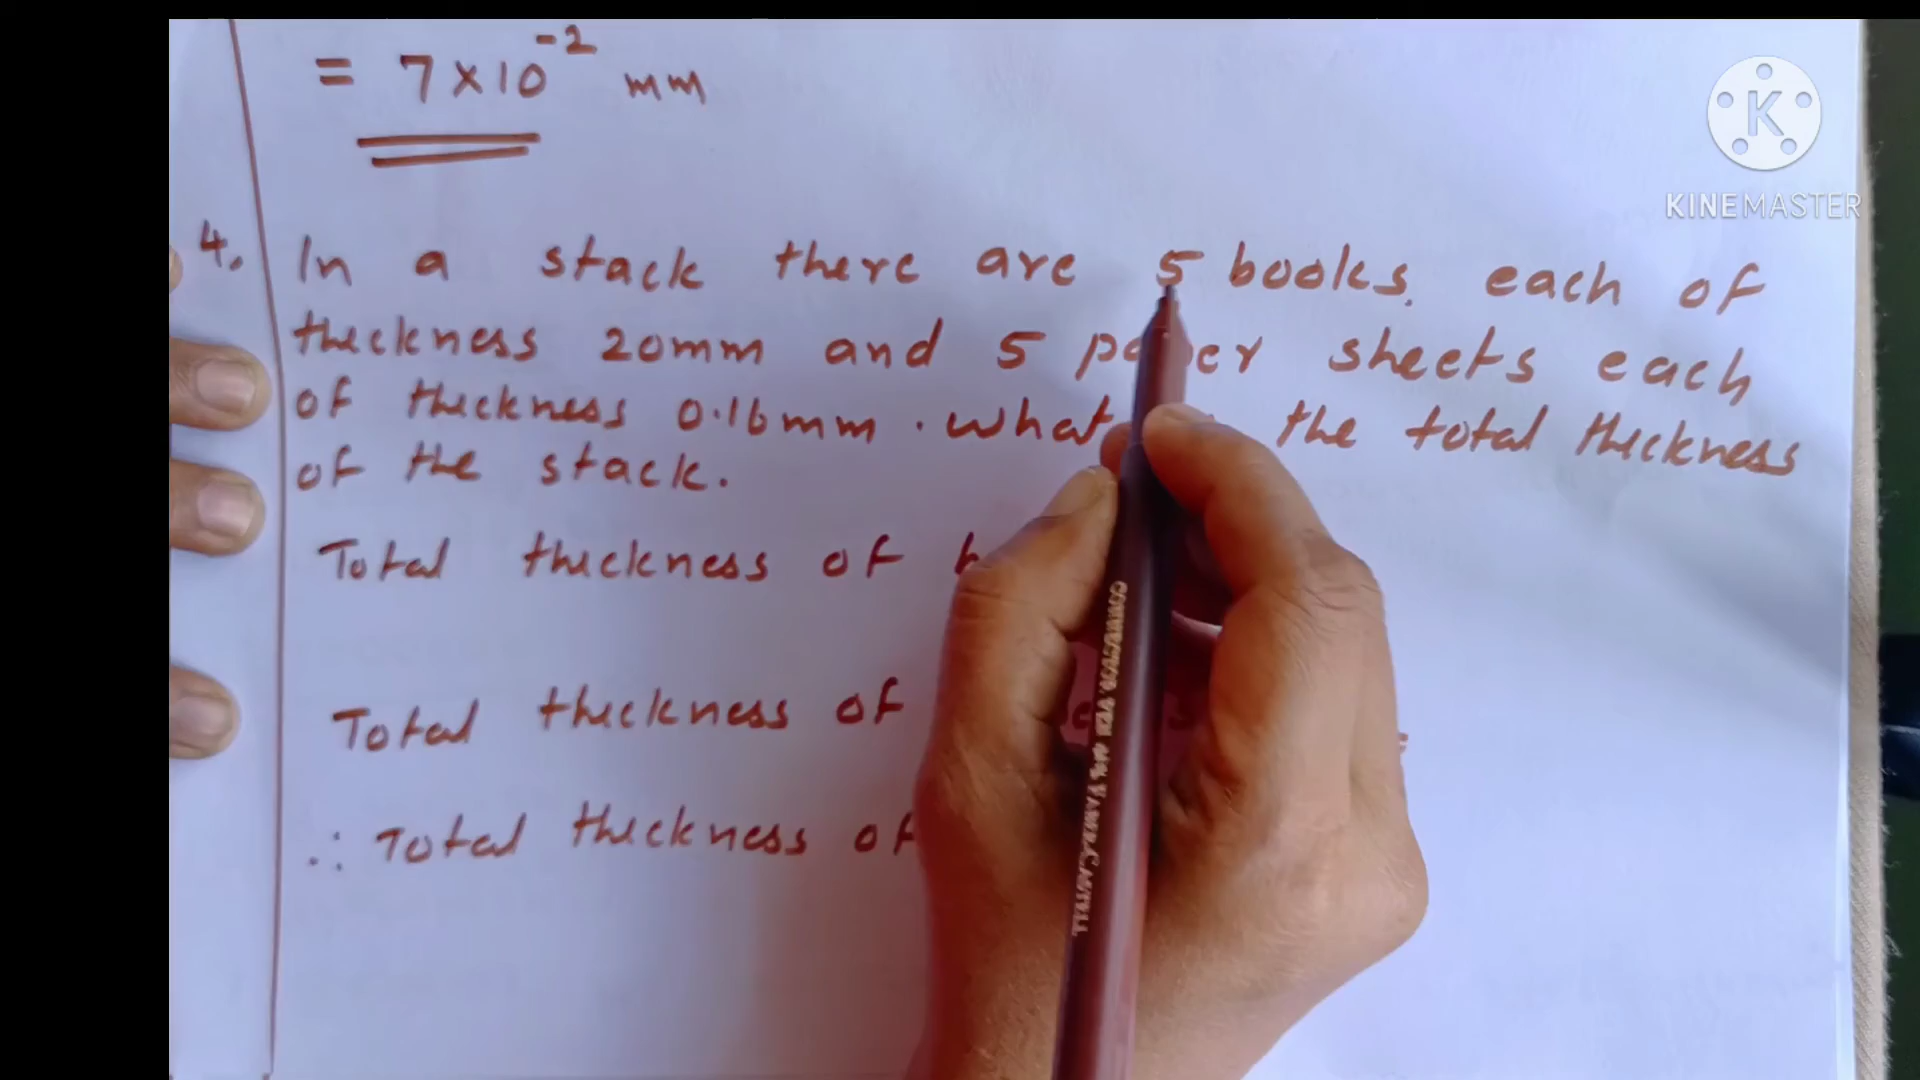 = 7×10⁻² mm
K
KINEMASTER
4. In a stack there are 5 books. each of
thickness 20mm and 5 sheets each
of thickness 0.16mm. What the total thickness
of the stack.
Total thickness of
Total thickness of
∴ Total thickness of